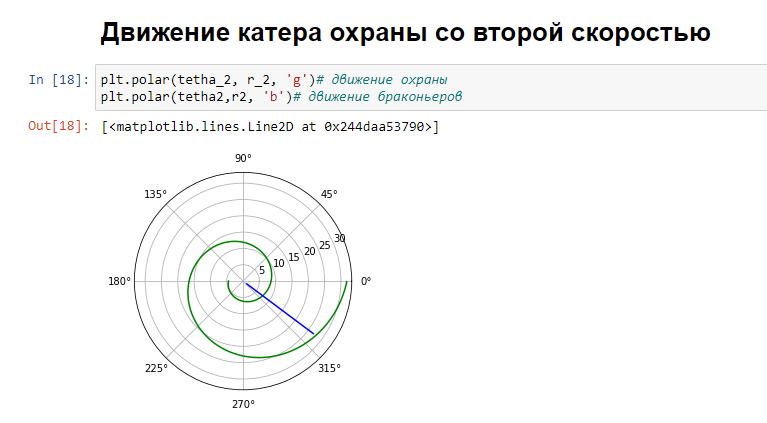 Движение катера охраны со второй скоростью
In [18]: plt.polar(tetha_2, r_2, 'g')# движение охраны
plt.polar(tetha2,r2, 'b')# движение браконьеров
Out[18]: [<matplotlib.lines.Line2D at 0x244daa53790>]
90°
135° 45°
5 10 15 20 25 30
180° 0°
225° 315°
270°